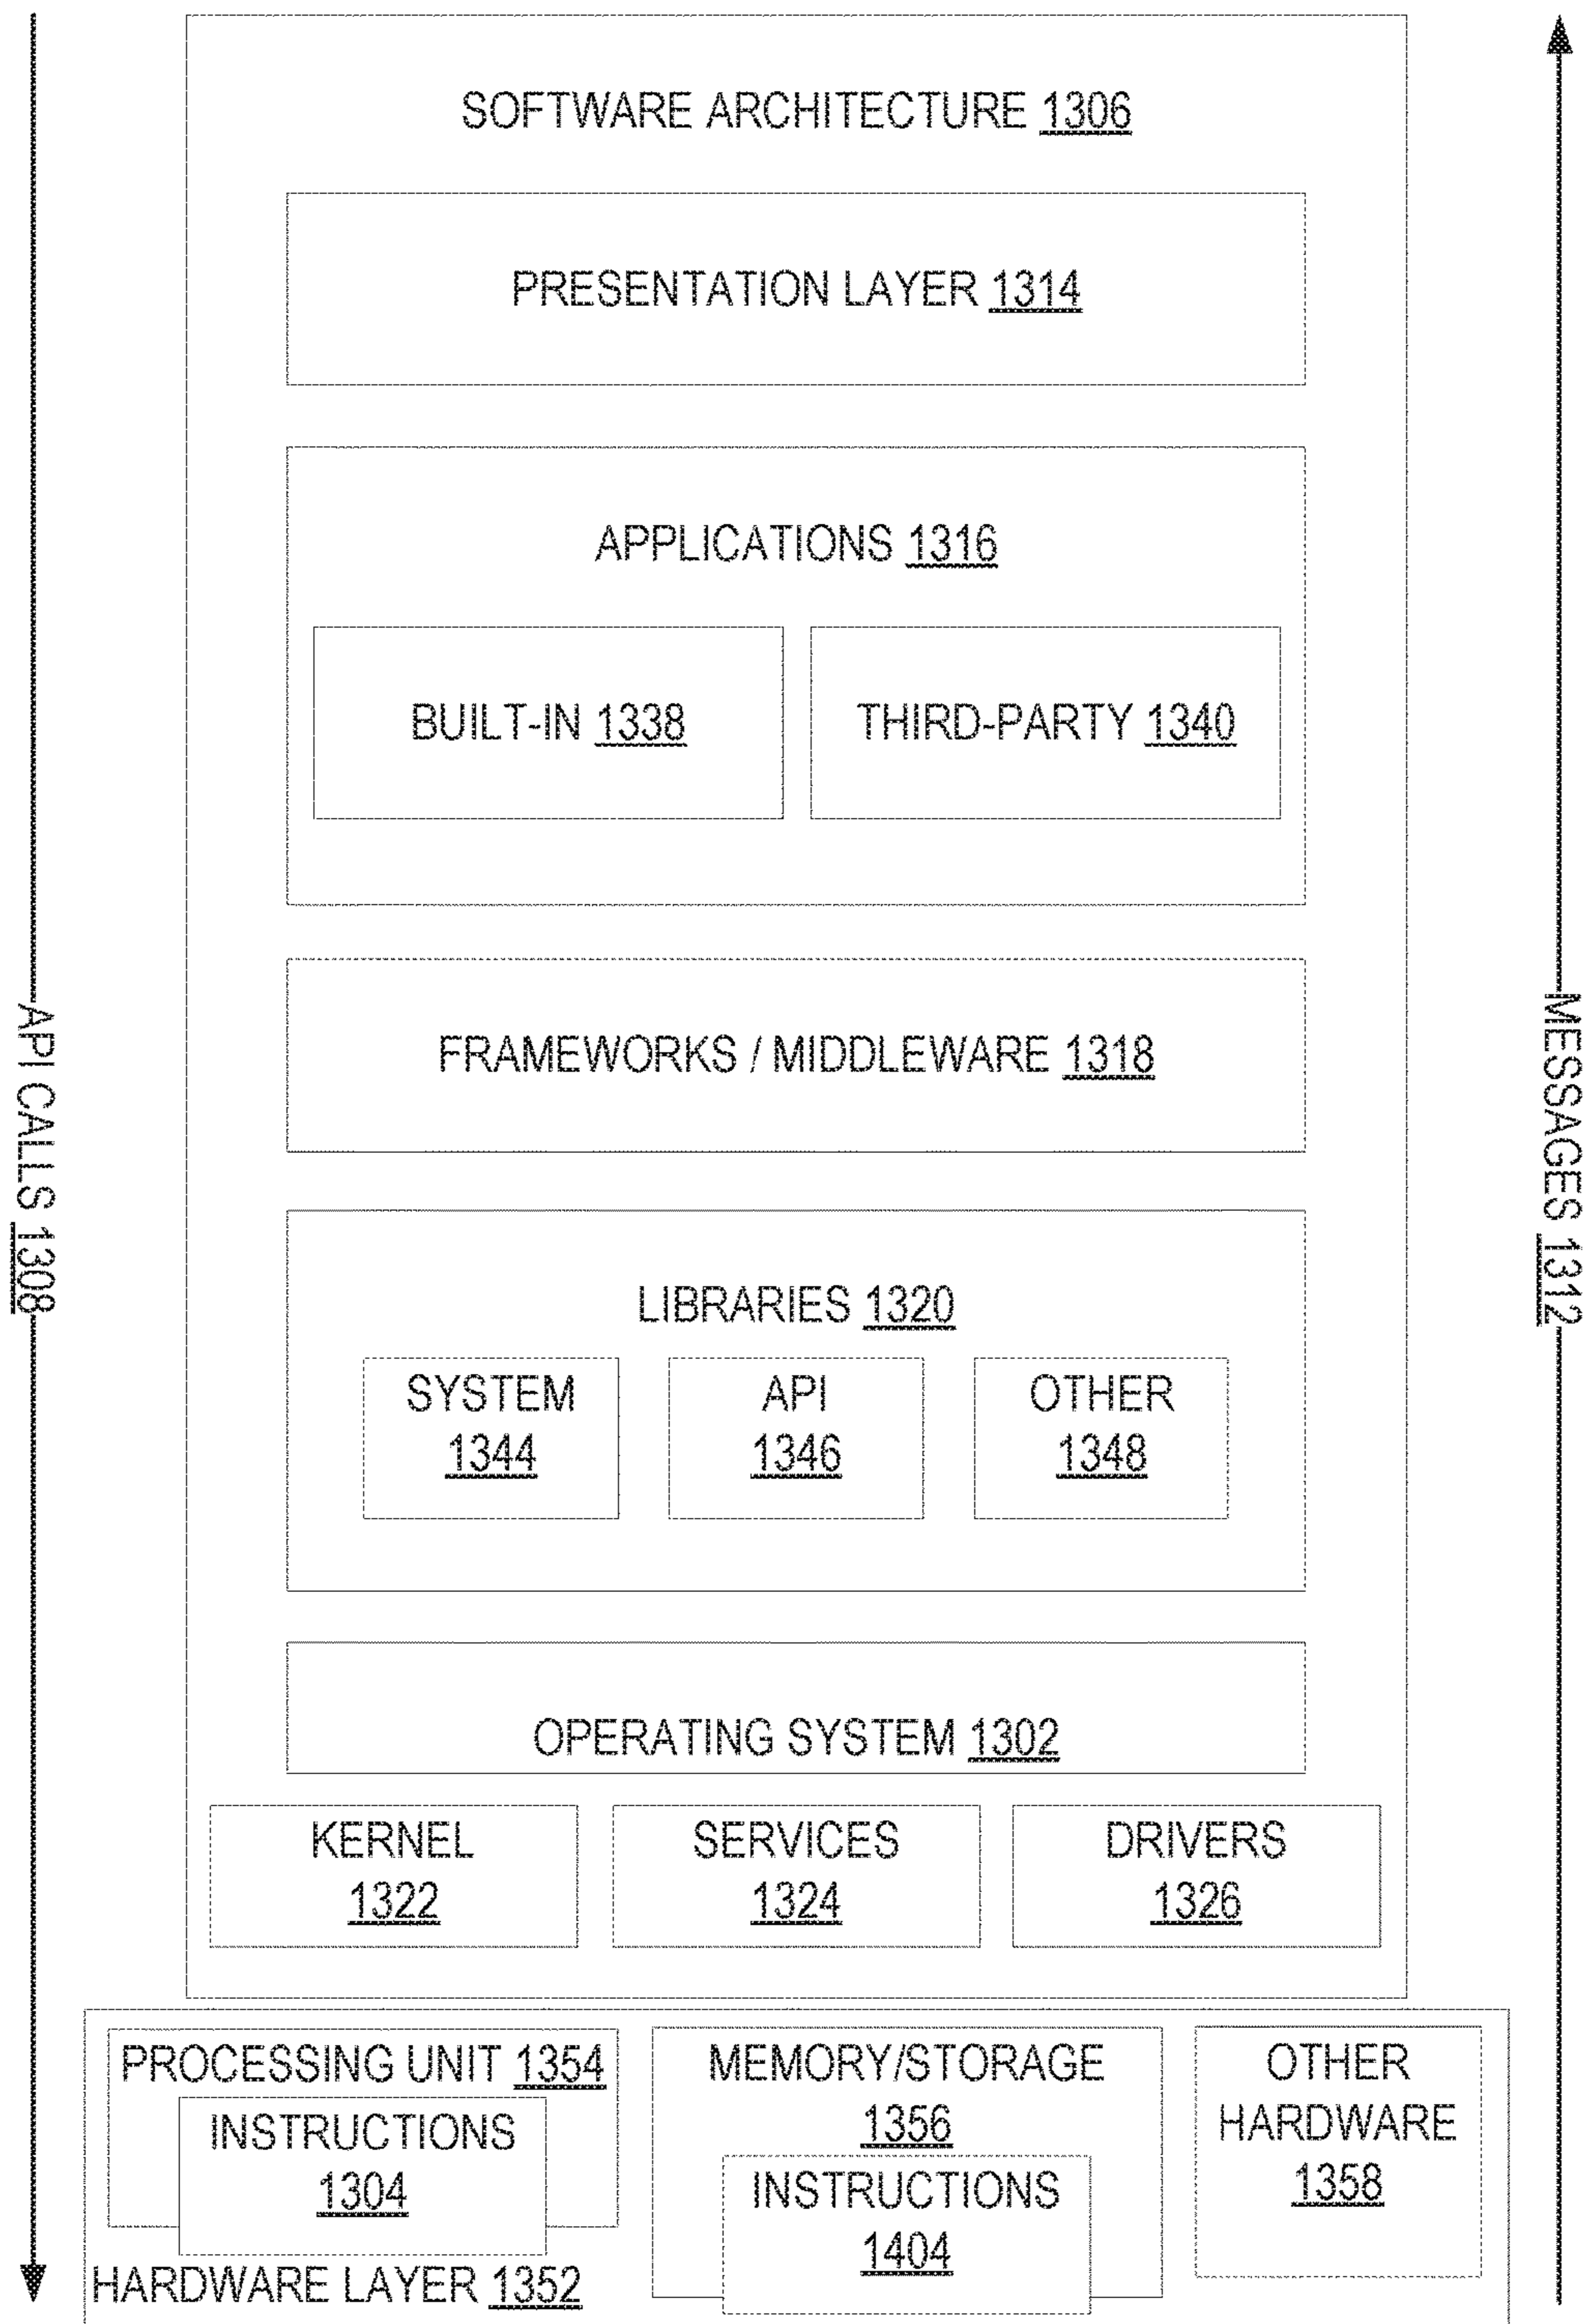 SOFTWARE ARCHITECTURE 1306
PRESENTATION LAYER 1314
APPLICATIONS 1316
BUILT-IN 1338
THIRD-PARTY 1340
FRAMEWORKS / MIDDLEWARE 1318
API CALLS 1308
MESSAGES 1312
LIBRARIES 1320
SYSTEM
1344
API
1346
OTHER
1348
OPERATING SYSTEM 1302
KERNEL
1322
SERVICES
1324
DRIVERS
1326
PROCESSING UNIT 1354
INSTRUCTIONS
1304
MEMORY/STORAGE
1356
INSTRUCTIONS
1404
OTHER
HARDWARE
1358
HARDWARE LAYER 1352